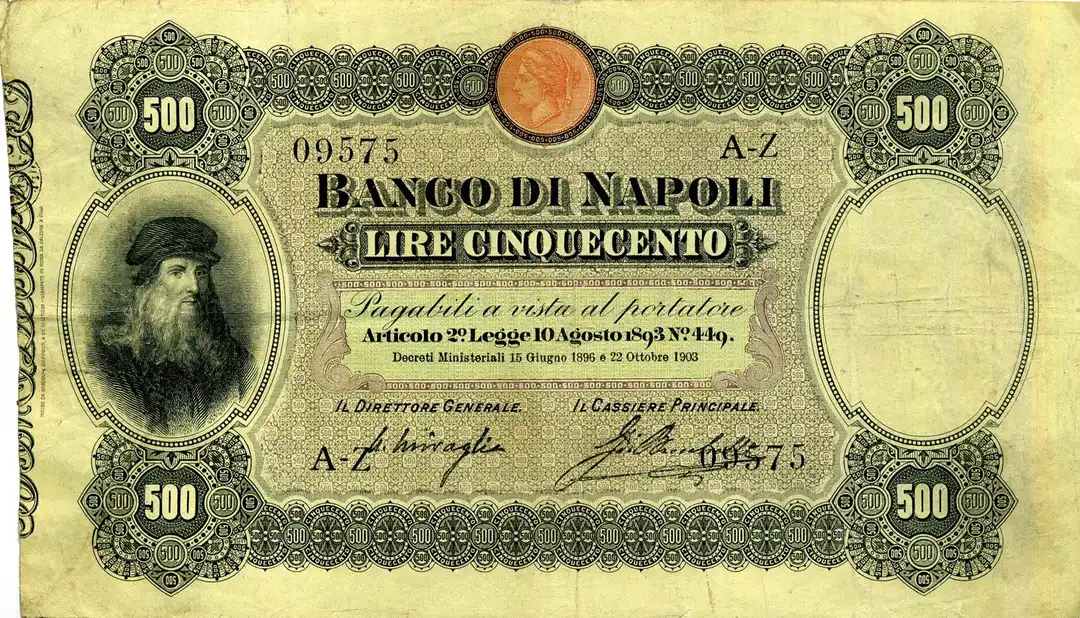 500
500
09575
A-Z
BANCO DI NAPOLI
LIRE CINQUECENTO
Pagabili a vista al portatore
Articolo 2º Legge 10 Agosto 1893 Nº 449.
Decreti Ministeriali 15 Giugno 1896 e 22 Ottobre 1903
IL DIRETTORE GENERALE.
IL CASSIERE PRINCIPALE.
A-Z
N. Miraglia
09575
500
500